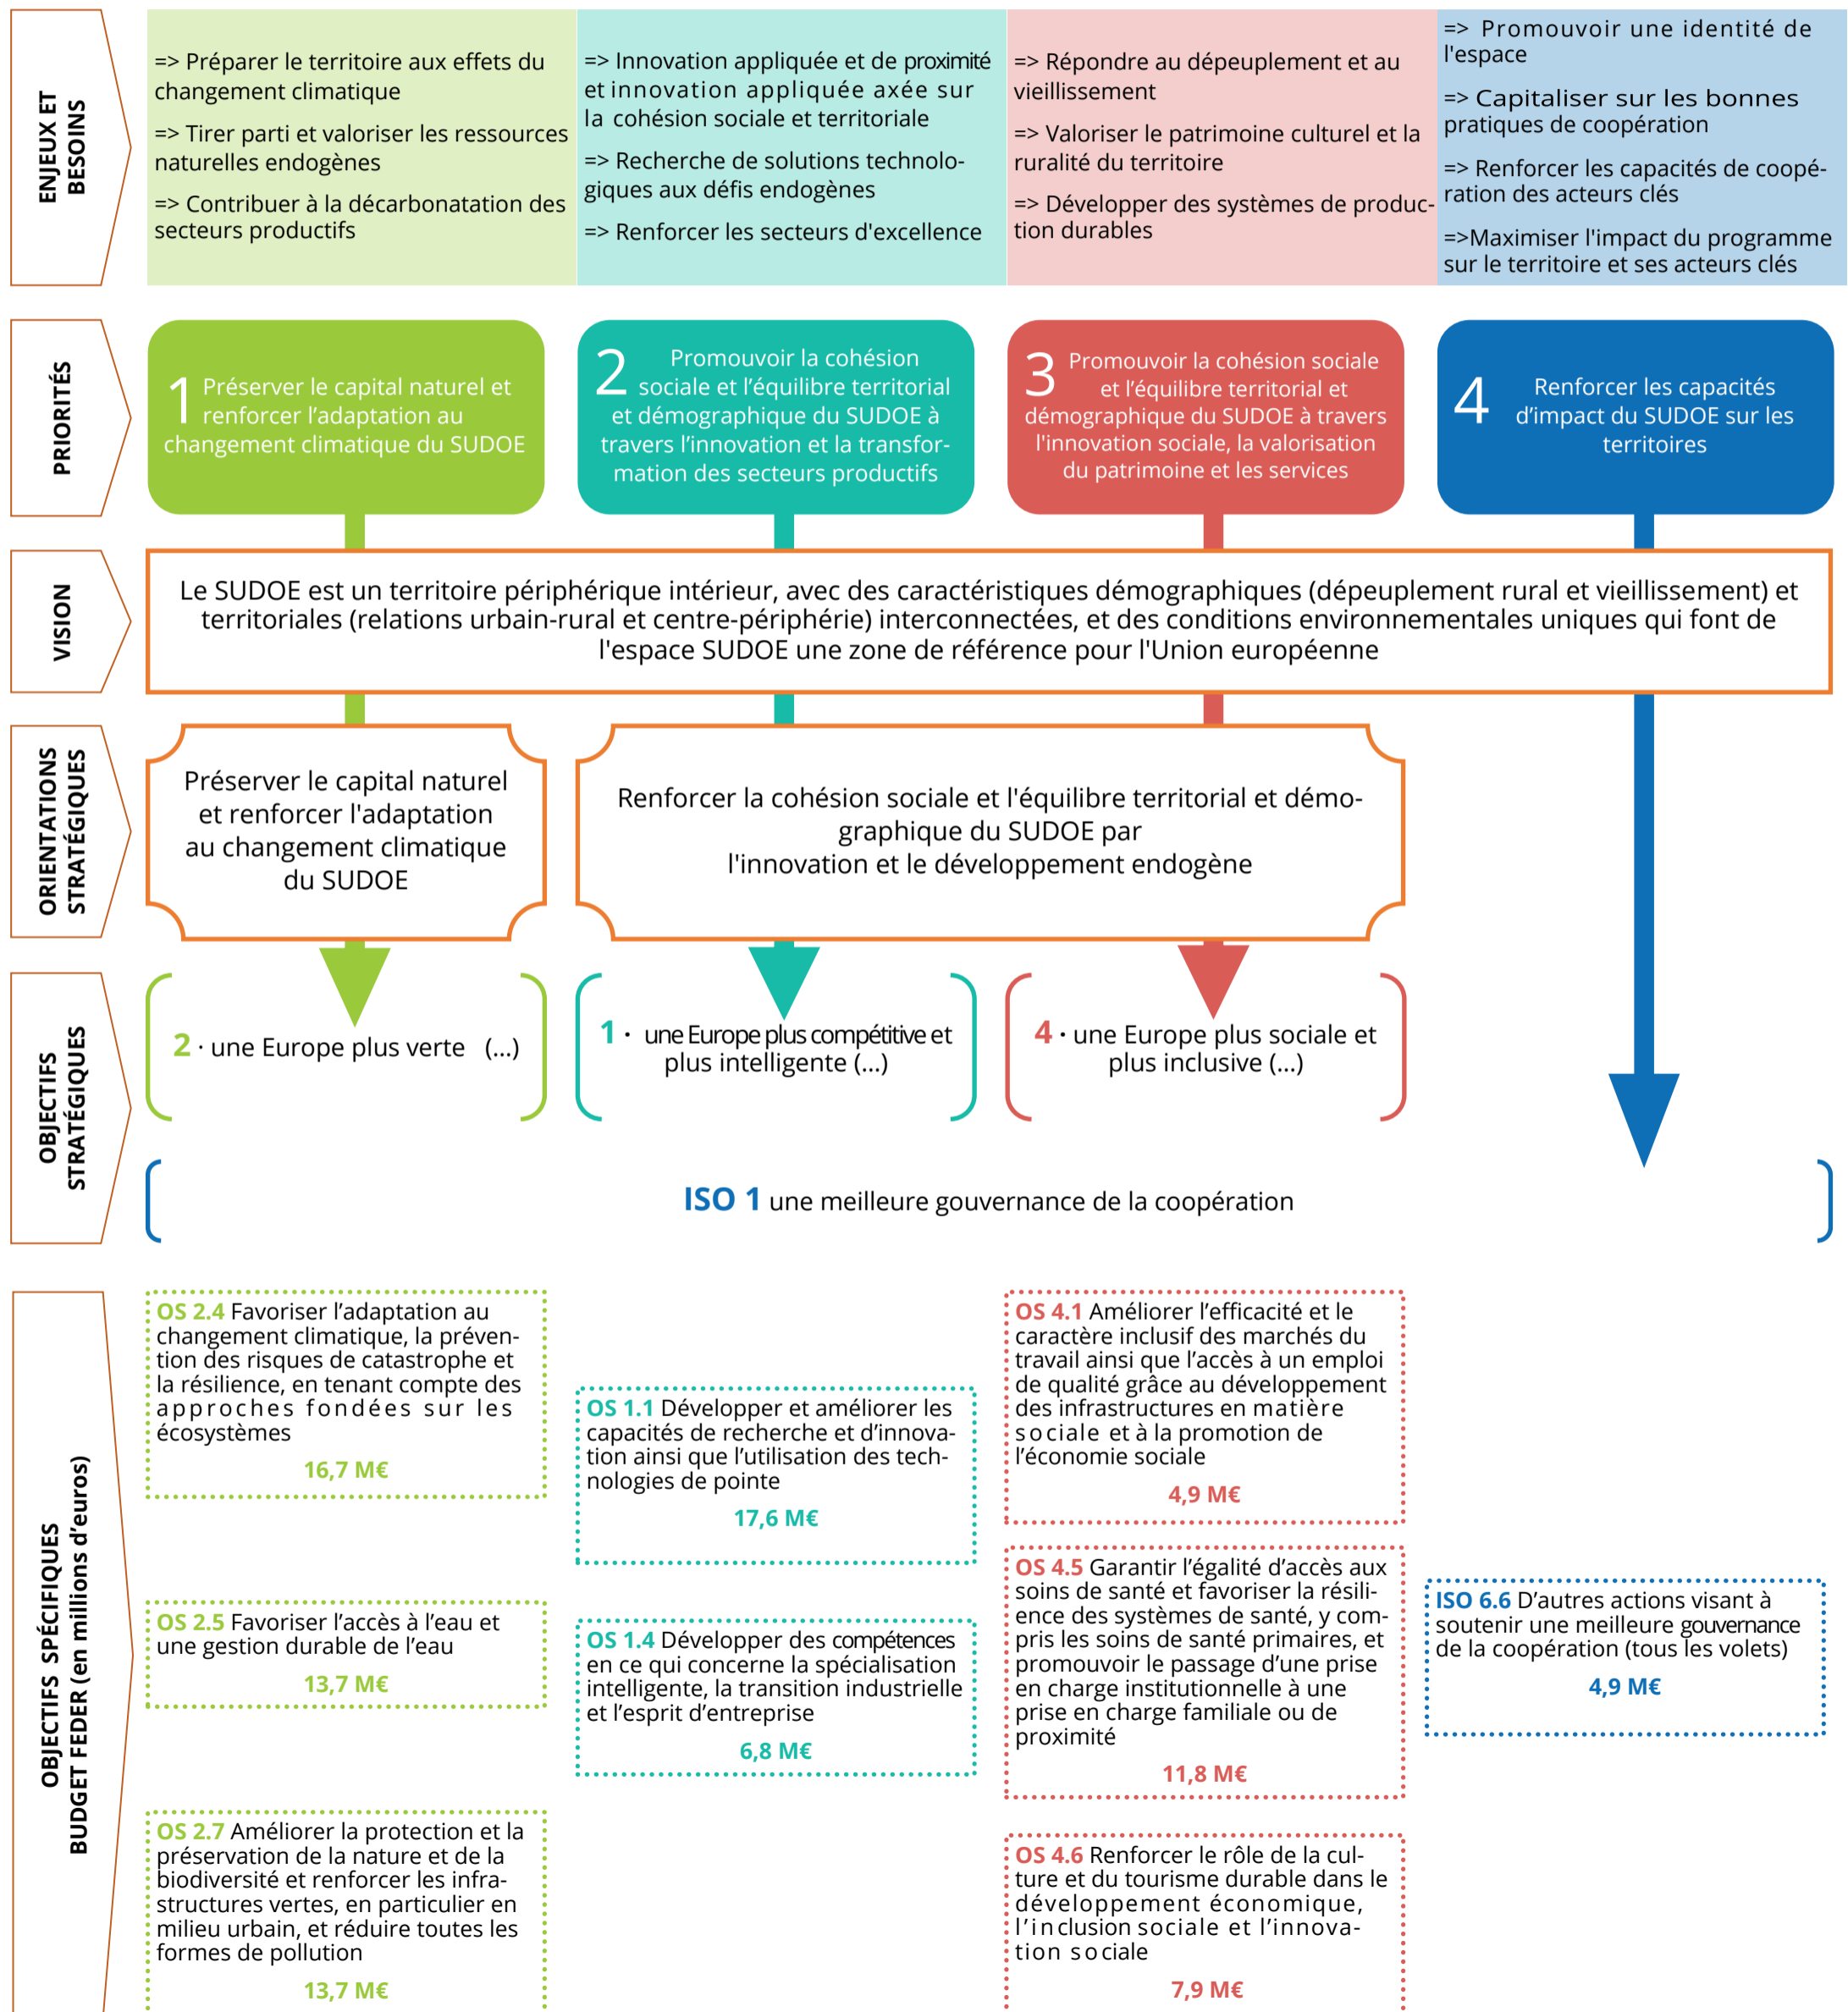 ENJEUX ET
BESOINS
=> Préparer le territoire aux effets du
changement climatique
=> Tirer parti et valoriser les ressources
naturelles endogènes
=> Contribuer à la décarbonatation des
secteurs productifs
=> Innovation appliquée et de proximité
et innovation appliquée axée sur
la cohésion sociale et territoriale
=> Recherche de solutions technolo-
giques aux défis endogènes
=> Renforcer les secteurs d'excellence
=> Répondre au dépeuplement et au
vieillissement
=> Valoriser le patrimoine culturel et la
ruralité du territoire
=> Développer des systèmes de produc-
tion durables
=> Promouvoir une identité de
l'espace
=> Capitaliser sur les bonnes
pratiques de coopération
=> Renforcer les capacités de coopé-
ration des acteurs clés
=>Maximiser l'impact du programme
sur le territoire et ses acteurs clés
PRIORITÉS
1 Préserver le capital naturel et
renforcer l’adaptation au
changement climatique du SUDOE
2 Promouvoir la cohésion
sociale et l’équilibre territorial
et démographique du SUDOE à
travers l’innovation et la transfor-
mation des secteurs productifs
3 Promouvoir la cohésion sociale
et l’équilibre territorial et
démographique du SUDOE à travers
l'innovation sociale, la valorisation
du patrimoine et les services
4 Renforcer les capacités
d’impact du SUDOE sur les
territoires
VISION
Le SUDOE est un territoire périphérique intérieur, avec des caractéristiques démographiques (dépeuplement rural et vieillissement) et
territoriales (relations urbain-rural et centre-périphérie) interconnectées, et des conditions environnementales uniques qui font de
l'espace SUDOE une zone de référence pour l'Union européenne
ORIENTATIONS
STRATÉGIQUES
Préserver le capital naturel
et renforcer l'adaptation
au changement climatique
du SUDOE
Renforcer la cohésion sociale et l'équilibre territorial et démo-
graphique du SUDOE par
l'innovation et le développement endogène
OBJECTIFS
STRATÉGIQUES
2 · une Europe plus verte (...)
1 · une Europe plus compétitive et
plus intelligente (...)
4 · une Europe plus sociale et
plus inclusive (...)
ISO 1 une meilleure gouvernance de la coopération
OBJECTIFS SPÉCIFIQUES
BUDGET FEDER (en millions d’euros)
OS 2.4 Favoriser l’adaptation au
changement climatique, la préven-
tion des risques de catastrophe et
la résilience, en tenant compte des
approches fondées sur les
écosystèmes
16,7 M€
OS 2.5 Favoriser l’accès à l’eau et
une gestion durable de l’eau
13,7 M€
OS 2.7 Améliorer la protection et la
préservation de la nature et de la
biodiversité et renforcer les infra-
structures vertes, en particulier en
milieu urbain, et réduire toutes les
formes de pollution
13,7 M€
OS 1.1 Développer et améliorer les
capacités de recherche et d’innova-
tion ainsi que l’utilisation des tech-
nologies de pointe
17,6 M€
OS 1.4 Développer des compétences
en ce qui concerne la spécialisation
intelligente, la transition industrielle
et l’esprit d’entreprise
6,8 M€
OS 4.1 Améliorer l’efficacité et le
caractère inclusif des marchés du
travail ainsi que l’accès à un emploi
de qualité grâce au développement
des infrastructures en matière
sociale et à la promotion de
l’économie sociale
4,9 M€
OS 4.5 Garantir l’égalité d’accès aux
soins de santé et favoriser la résili-
ence des systèmes de santé, y com-
pris les soins de santé primaires, et
promouvoir le passage d’une prise
en charge institutionnelle à une
prise en charge familiale ou de
proximité
11,8 M€
OS 4.6 Renforcer le rôle de la cul-
ture et du tourisme durable dans le
développement économique,
l’inclusion sociale et l’innova-
tion sociale
7,9 M€
ISO 6.6 D’autres actions visant à
soutenir une meilleure gouvernance
de la coopération (tous les volets)
4,9 M€